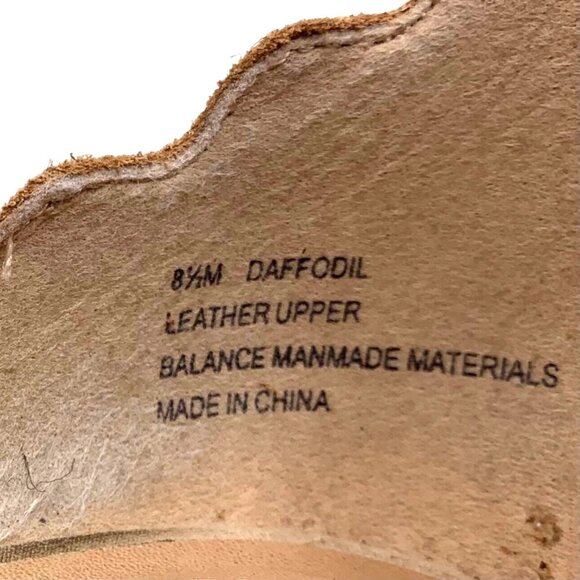 8½M DAFFODIL
LEATHER UPPER
BALANCE MANMADE MATERIALS
MADE IN CHINA